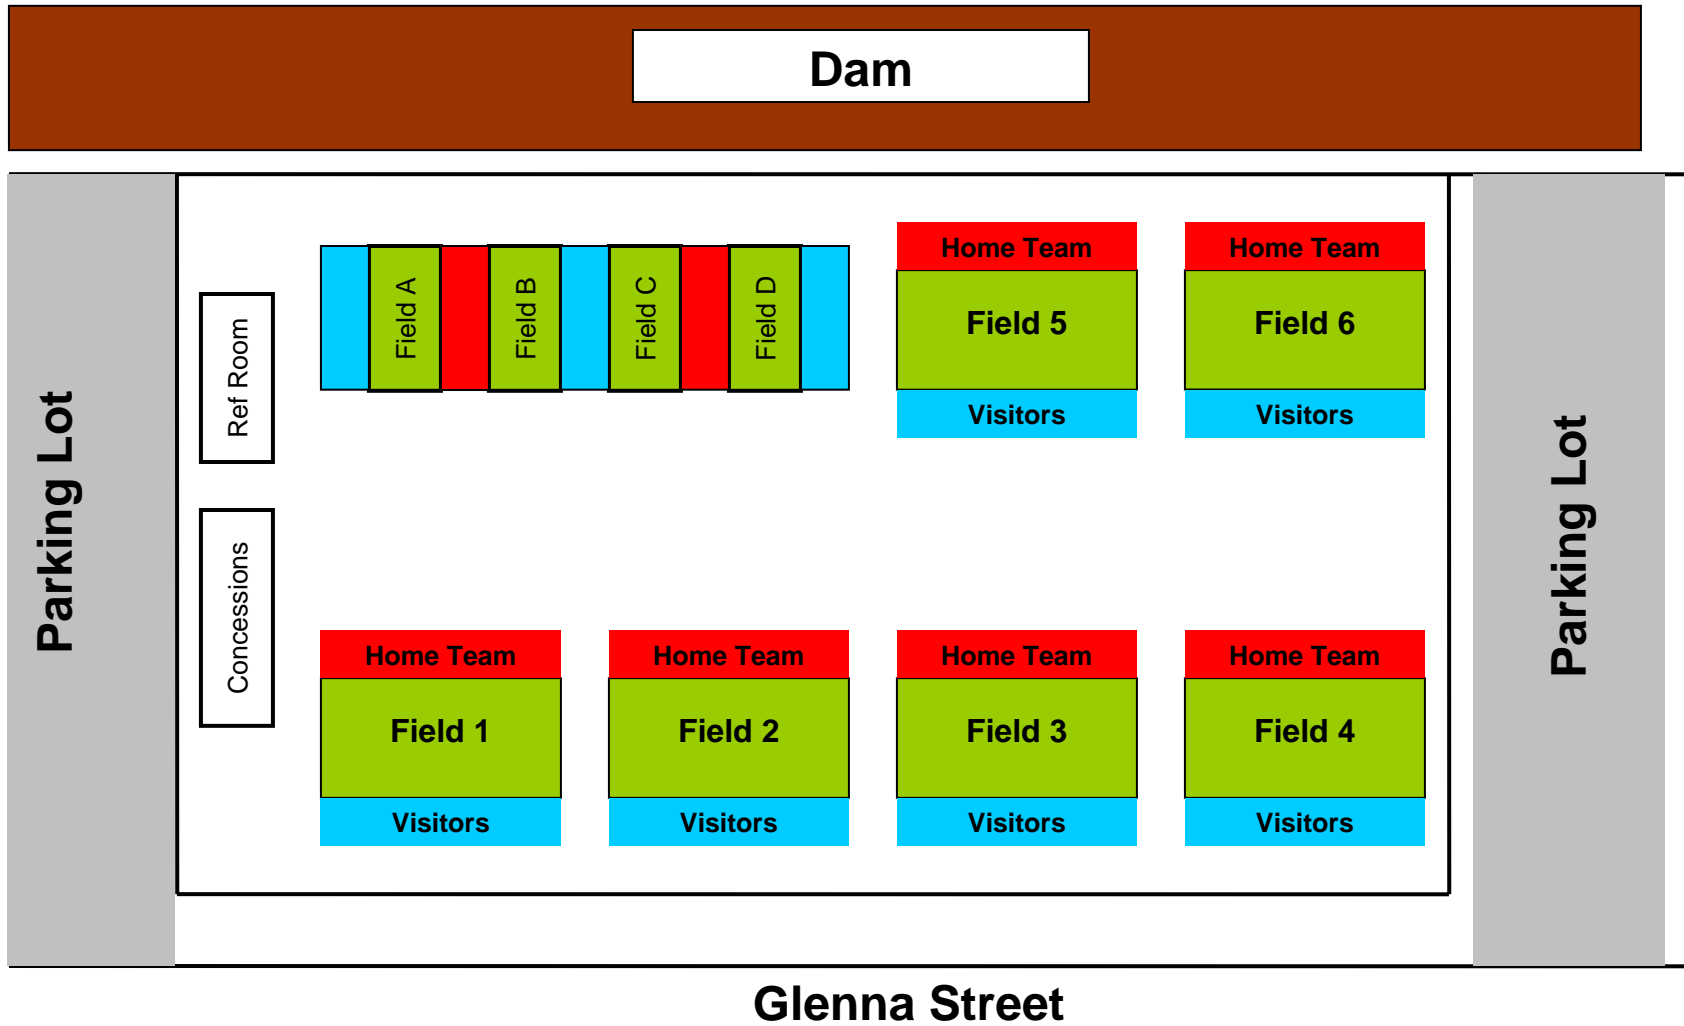 Dam
Home Team
Home Team
Field A
Field B
Field C
Field D
Field 5
Field 6
Visitors
Visitors
Ref Room
Parking Lot
Parking Lot
Concessions
Home Team
Home Team
Home Team
Home Team
Field 1
Field 2
Field 3
Field 4
Visitors
Visitors
Visitors
Visitors
Glenna Street